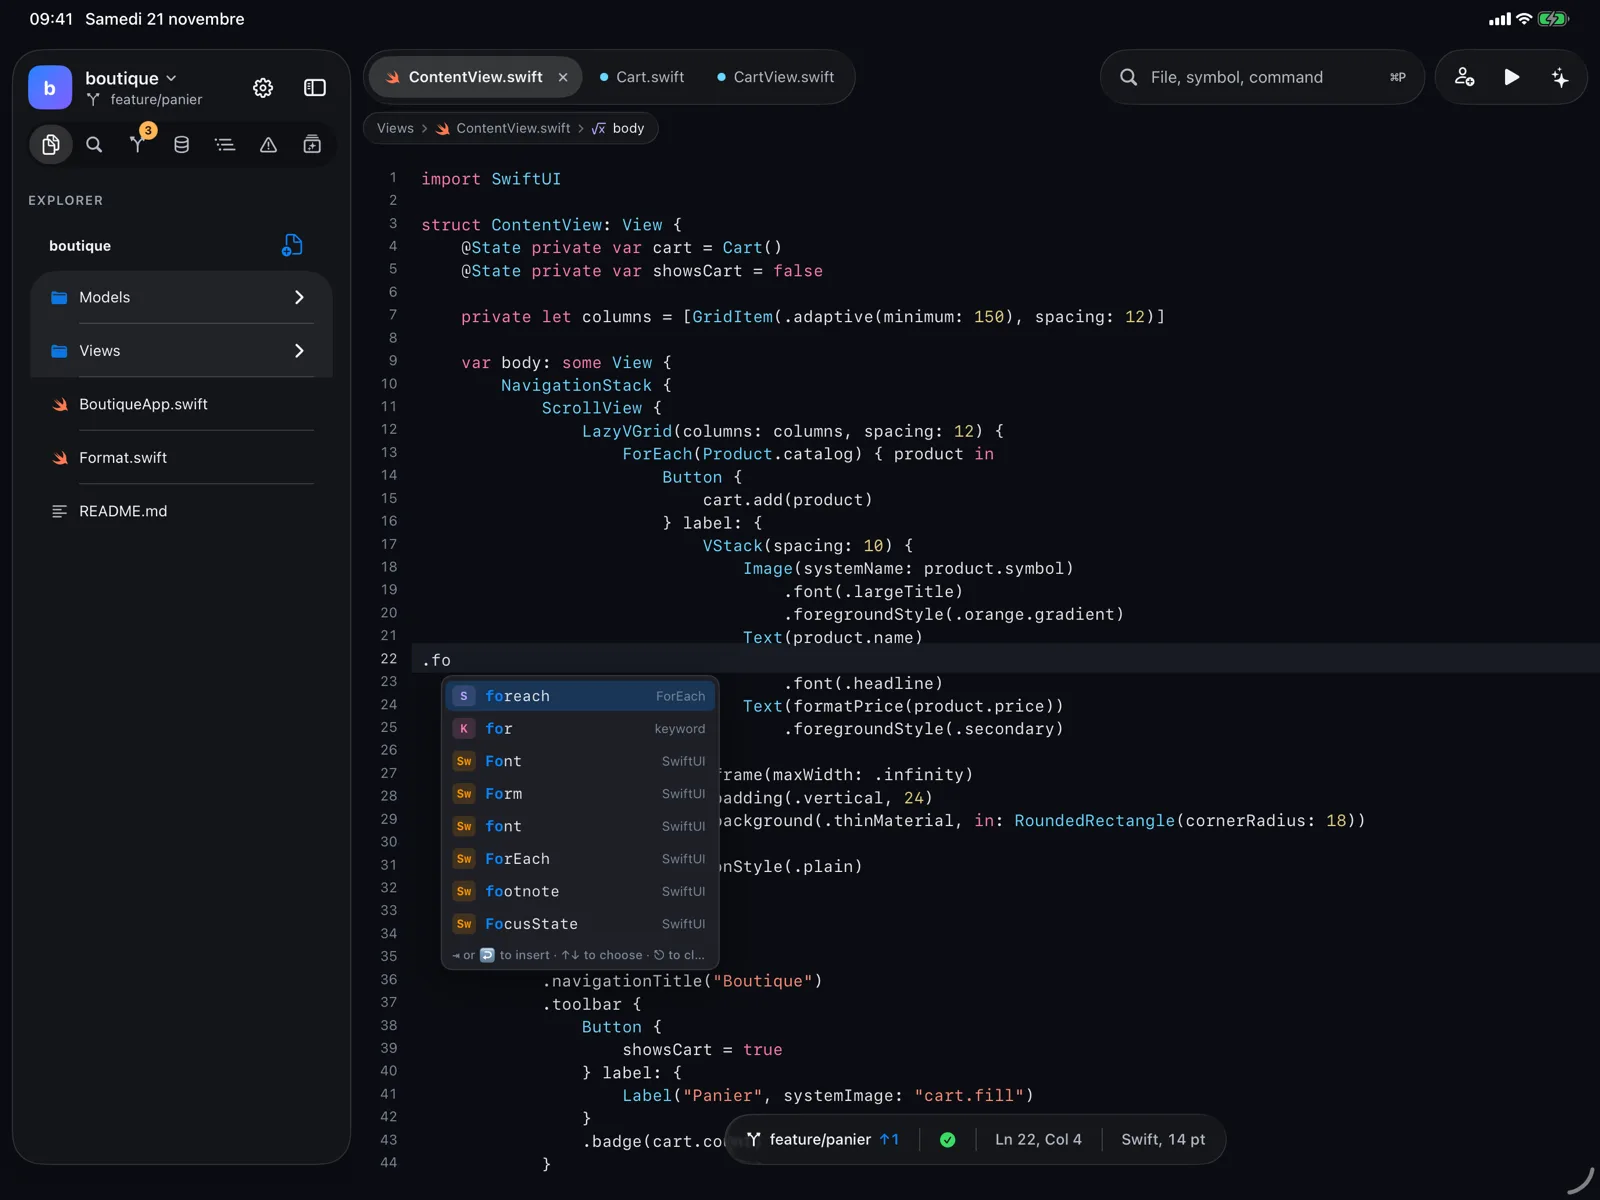 09:41 Samedi 21 novembre
b
boutique
feature/panier
3
EXPLORER
boutique
Models
Views
BoutiqueApp.swift
Format.swift
README.md
ContentView.swift
Cart.swift
CartView.swift
File, symbol, command ⌘P
Views > ContentView.swift > √x body
1 import SwiftUI
2
3 struct ContentView: View {
4 @State private var cart = Cart()
5 @State private var showsCart = false
6
7 private let columns = [GridItem(.adaptive(minimum: 150), spacing: 12)]
8
9 var body: some View {
10 NavigationStack {
11 ScrollView {
12 LazyVGrid(columns: columns, spacing: 12) {
13 ForEach(Product.catalog) { product in
14 Button {
15 cart.add(product)
16 } label: {
17 VStack(spacing: 10) {
18 Image(systemName: product.symbol)
19 .font(.largeTitle)
20 .foregroundStyle(.orange.gradient)
21 Text(product.name)
22 .fo
23 .font(.headline)
24 Text(formatPrice(product.price))
25 .foregroundStyle(.secondary)
26
27 frame(maxWidth: .infinity)
28 padding(.vertical, 24)
29 background(.thinMaterial, in: RoundedRectangle(cornerRadius: 18))
30
31 onStyle(.plain)
32
33
34
35
36 .navigationTitle("Boutique")
37 .toolbar {
38 Button {
39 showsCart = true
40 } label: {
41 Label("Panier", systemImage: "cart.fill")
42 }
43 .badge(cart.co
44 }
S foreach ForEach
K for keyword
Sw Font SwiftUI
Sw Form SwiftUI
Sw font SwiftUI
Sw ForEach SwiftUI
Sw footnote SwiftUI
Sw FocusState SwiftUI
⇥ or ↩ to insert · ↑↓ to choose · ⎋ to cl…
feature/panier ↑1
Ln 22, Col 4
Swift, 14 pt